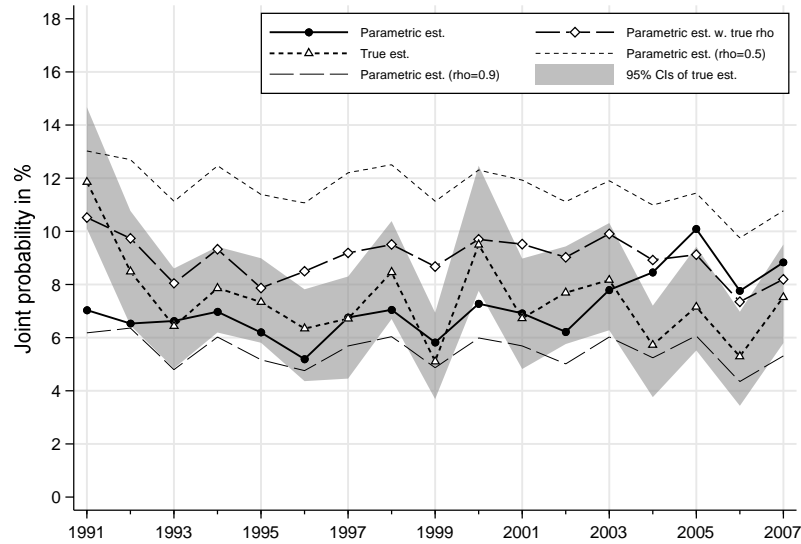 Parametric est.
Parametric est. w. true rho
True est.
Parametric est. (rho=0.5)
Parametric est. (rho=0.9)
95% CIs of true est.
Joint probability in %
18
16
14
12
10
8
6
4
2
0
1991 1993 1995 1997 1999 2001 2003 2005 2007